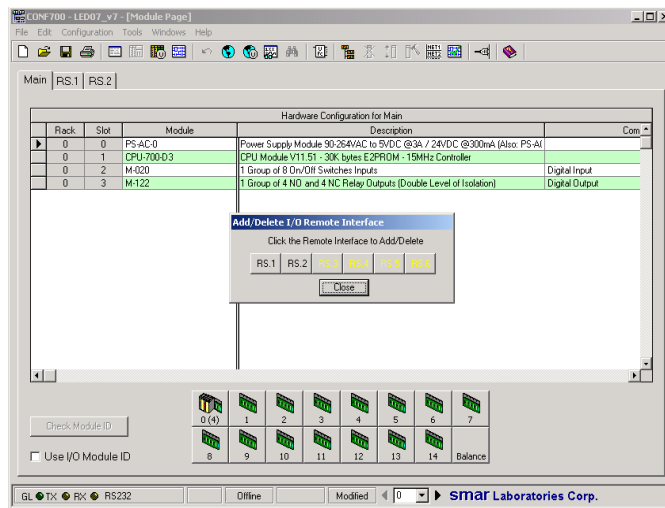 CONF700 - LED07_v7 - [Module Page]
File Edit Configuration Tools Windows Help
Main RS.1 RS.2
Hardware Configuration for Main
Rack Slot Module Description Com
0 0 PS-AC-0 Power Supply Module 90-264VAC to 5VDC @3A / 24VDC @300mA (Also: PS-A(
0 1 CPU-700-D3 CPU Module V11.51 - 30K bytes E2PROM - 15MHz Controller
0 2 M-020 1 Group of 8 On/Off Switches Inputs Digital Input
0 3 M-122 1 Group of 4 NO and 4 NC Relay Outputs (Double Level of Isolation) Digital Output
Add/Delete I/O Remote Interface
Click the Remote Interface to Add/Delete
RS.1 RS.2 RS.3 RS.4 RS.5 RS.6
Close
0 (4) 1 2 3 4 5 6 7
Check Module ID
Use I/O Module ID
8 9 10 11 12 13 14 Balance
GL TX RX RS232 Offline Modified 0 smar Laboratories Corp.